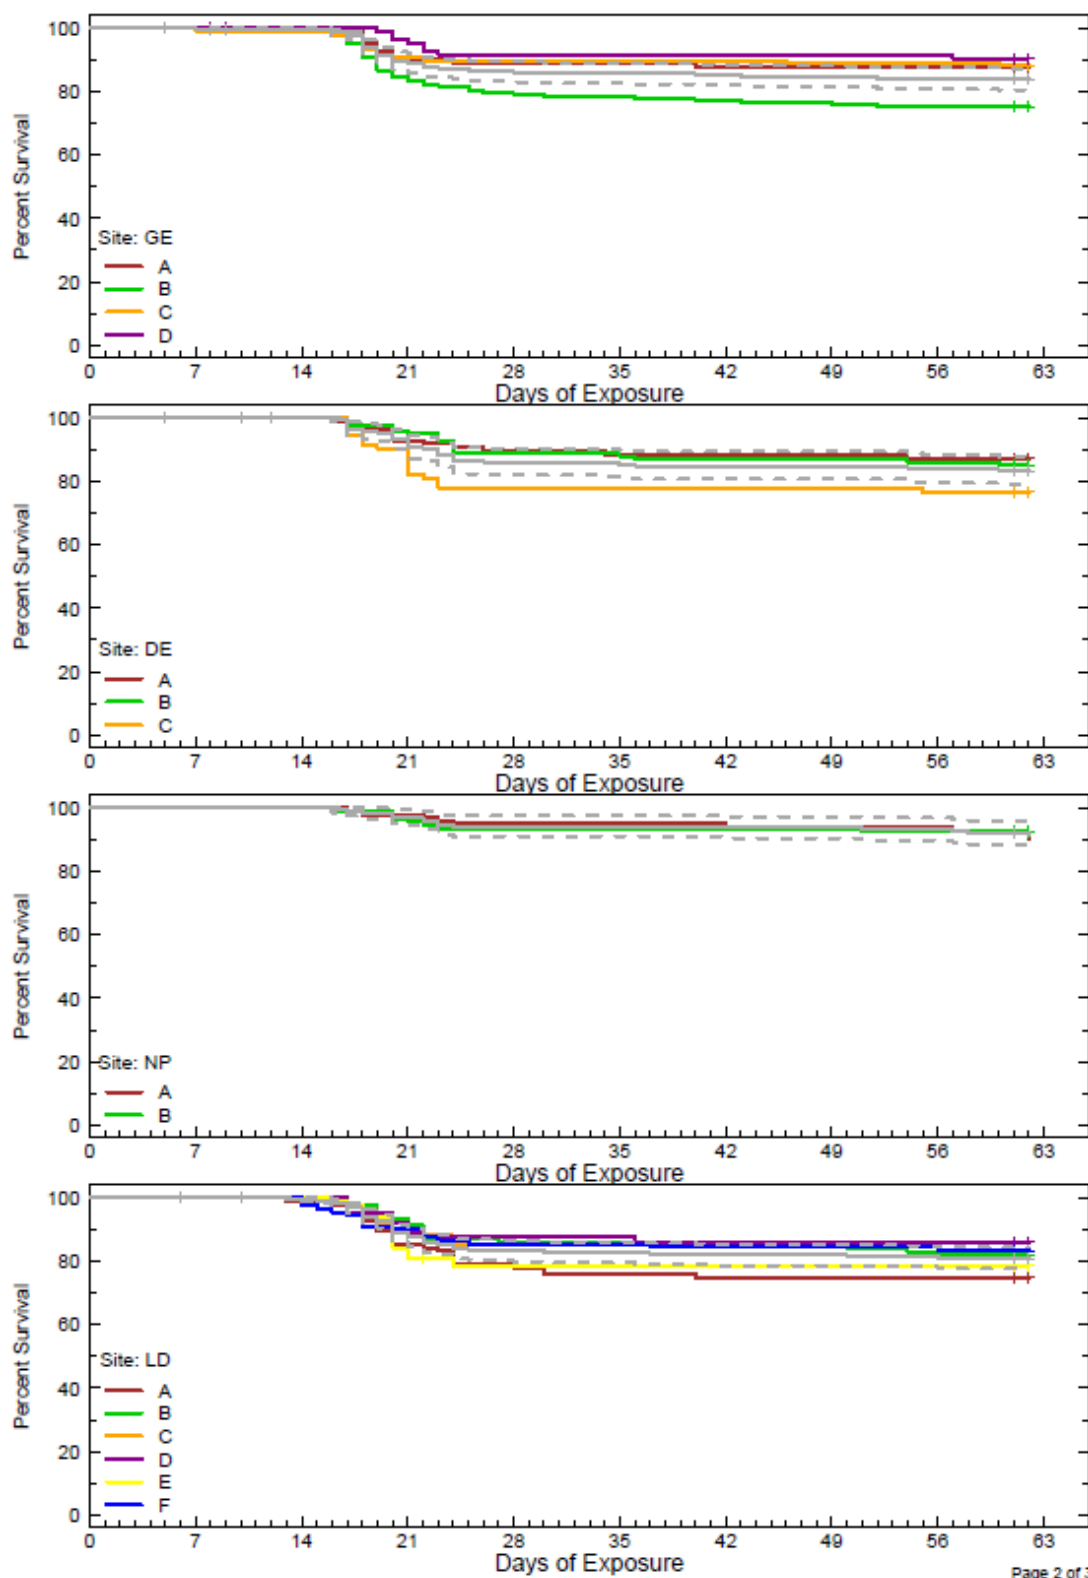 100
80
60
40
20
0
Percent Survival
Site: GE
A
B
C
D
0 7 14 21 28 35 42 49 56 63
Days of Exposure
100
80
60
40
20
0
Percent Survival
Site: DE
A
B
C
0 7 14 21 28 35 42 49 56 63
Days of Exposure
100
80
60
40
20
0
Percent Survival
Site: NP
A
B
0 7 14 21 28 35 42 49 56 63
Days of Exposure
100
80
60
40
20
0
Percent Survival
Site: LD
A
B
C
D
E
F
0 7 14 21 28 35 42 49 56 63
Days of Exposure
Page 2 of 3